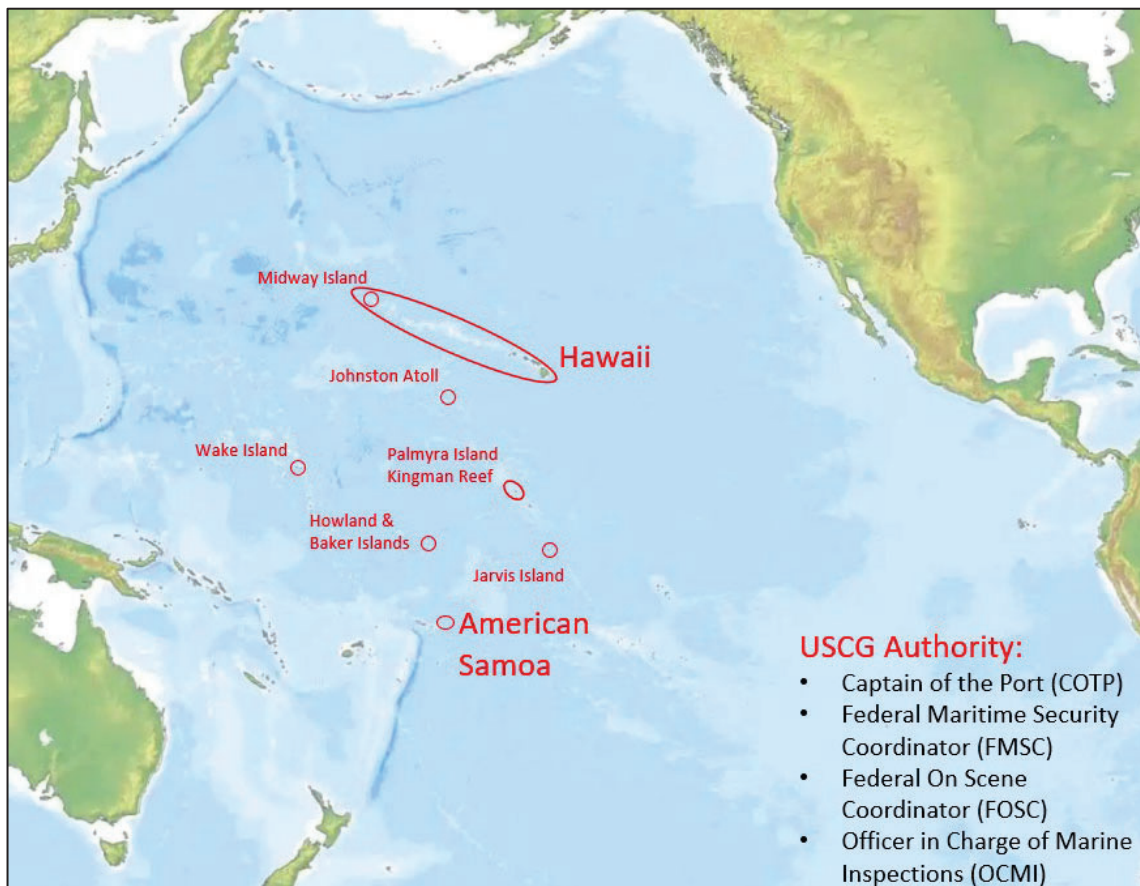 Midway Island
Hawaii
Johnston Atoll
Wake Island
Palmyra Island
Kingman Reef
Howland &
Baker Islands
Jarvis Island
American
Samoa
USCG Authority:
• Captain of the Port (COTP)
• Federal Maritime Security
Coordinator (FMSC)
• Federal On Scene
Coordinator (FOSC)
• Officer in Charge of Marine
Inspections (OCMI)